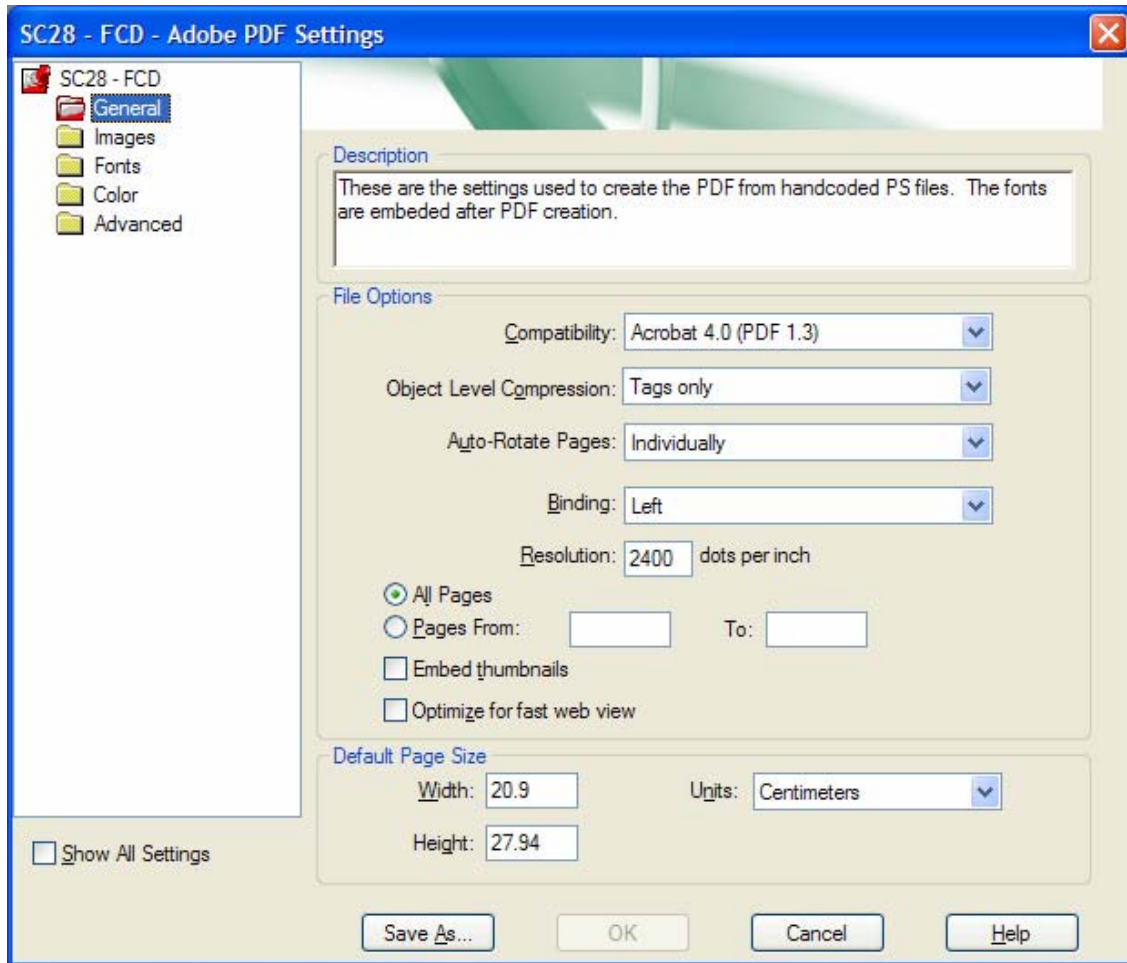 SC28 - FCD - Adobe PDF Settings
SC28 - FCD
General
Images
Fonts
Color
Advanced
Show All Settings
Description
These are the settings used to create the PDF from handcoded PS files. The fonts
are embeded after PDF creation.
File Options
Compatibility: Acrobat 4.0 (PDF 1.3)
Object Level Compression: Tags only
Auto-Rotate Pages: Individually
Binding: Left
Resolution: 2400 dots per inch
All Pages
Pages From: To:
Embed thumbnails
Optimize for fast web view
Default Page Size
Width: 20.9 Units: Centimeters
Height: 27.94
Save As... OK Cancel Help